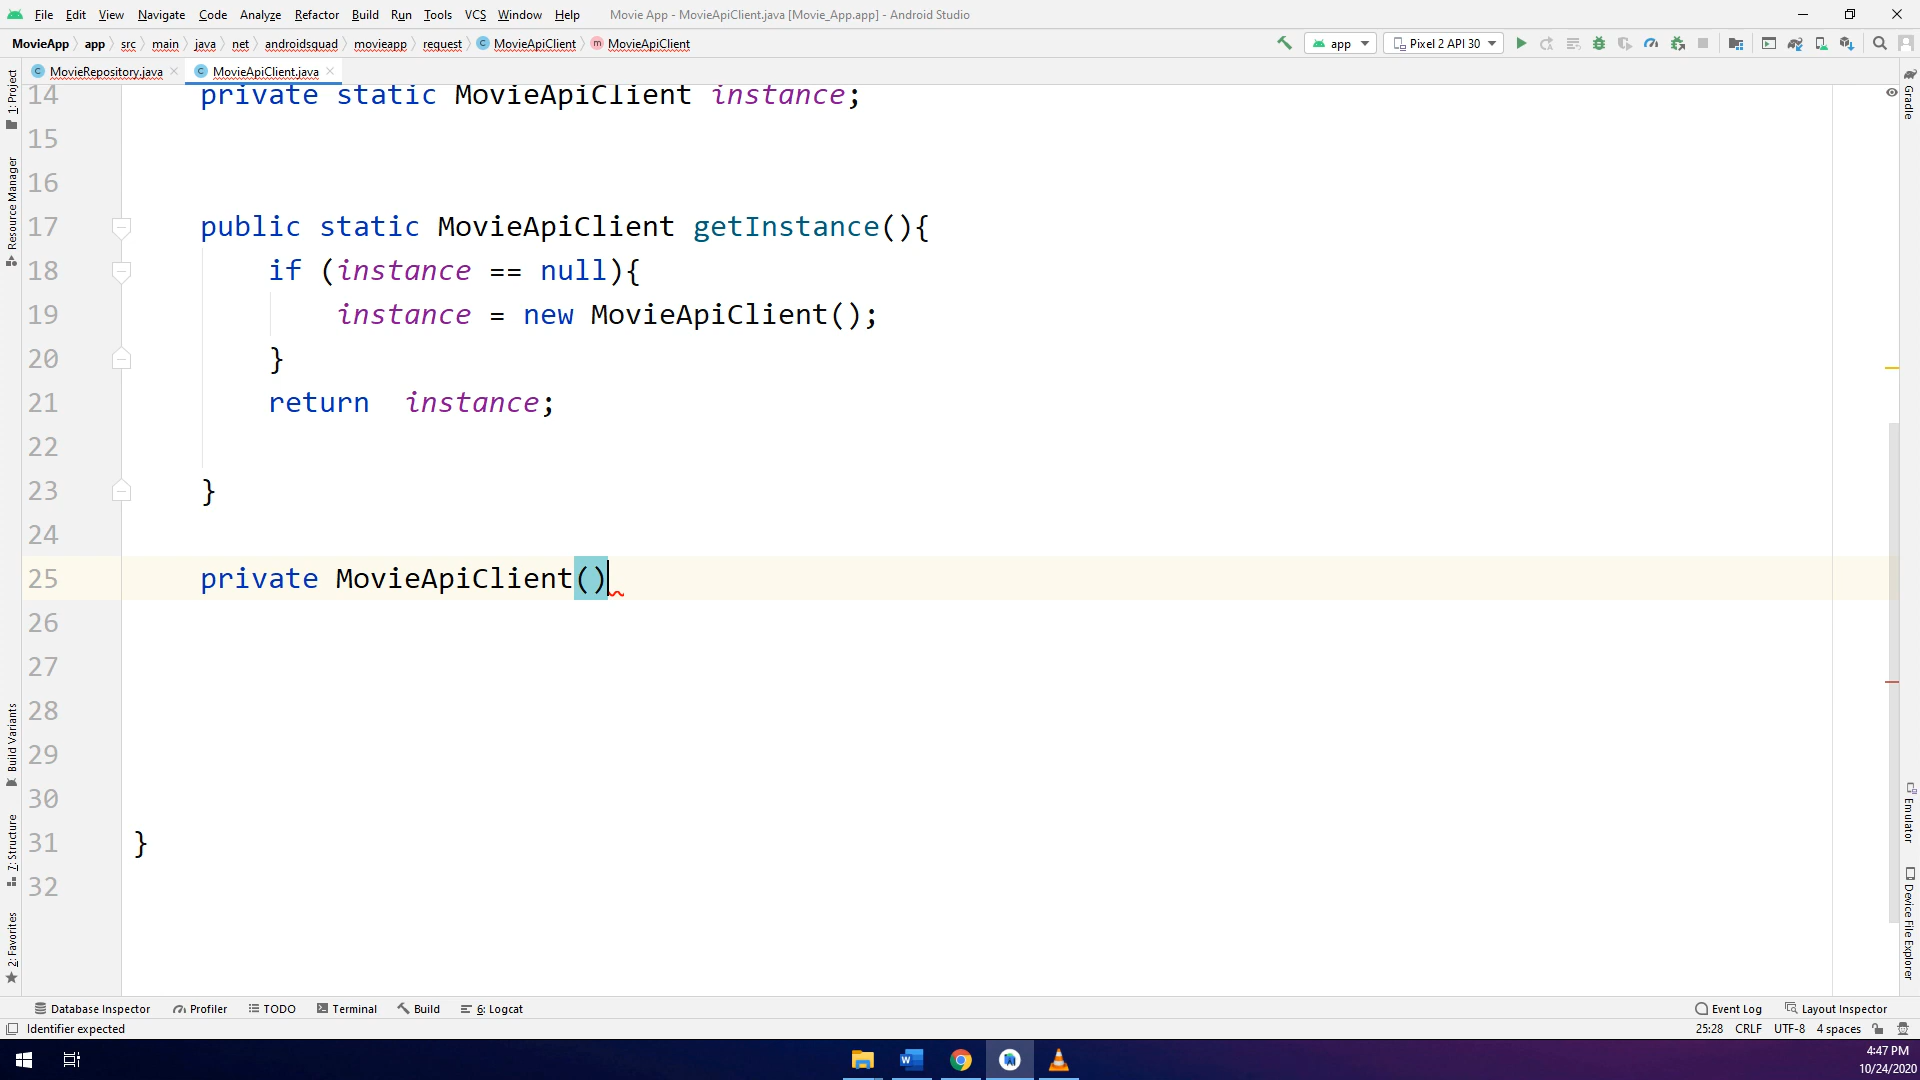 File Edit View Navigate Code Analyze Refactor Build Run Tools VCS Window Help Movie App - MovieApiClient.java [Movie_App.app] - Android Studio
MovieApp app src main java net androidsquad movieapp request MovieApiClient MovieApiClient app Pixel 2 API 30
MovieRepository.java MovieApiClient.java
14 private static MovieApiClient instance;
15
16
17 public static MovieApiClient getInstance(){
18 if (instance == null){
19 instance = new MovieApiClient();
20 }
21 return instance;
22
23 }
24
25 private MovieApiClient()
26
27
28
29
30
31 }
32
1: Project
Resource Manager
Build Variants
7: Structure
2: Favorites
Gradle
Emulator
Device File Explorer
Database Inspector Profiler TODO Terminal Build 6: Logcat Event Log Layout Inspector
Identifier expected 25:28 CRLF UTF-8 4 spaces
4:47 PM
10/24/2020